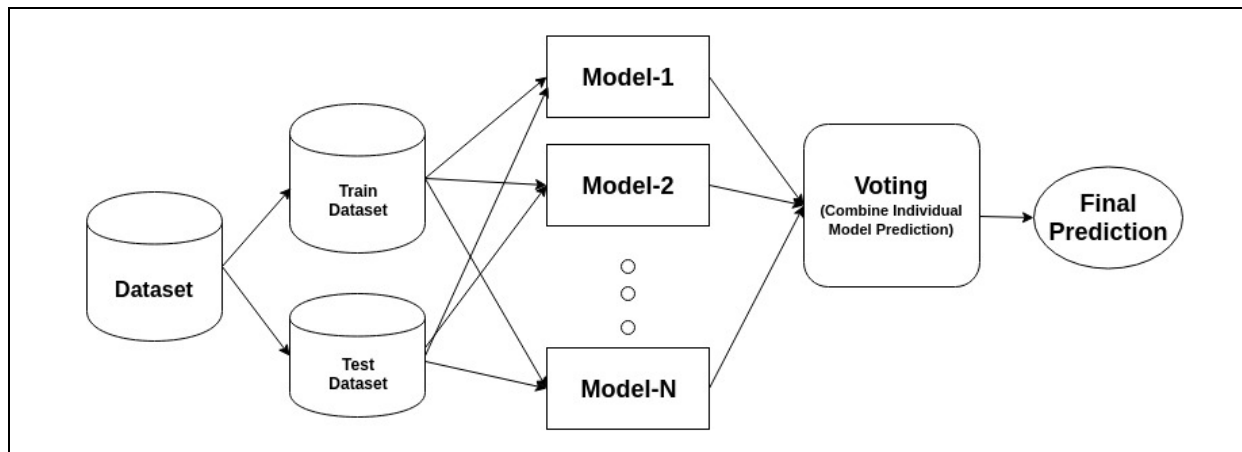 Dataset
Train
Dataset
Test
Dataset
Model-1
Model-2
Model-N
Voting
(Combine Individual
Model Prediction)
Final
Prediction